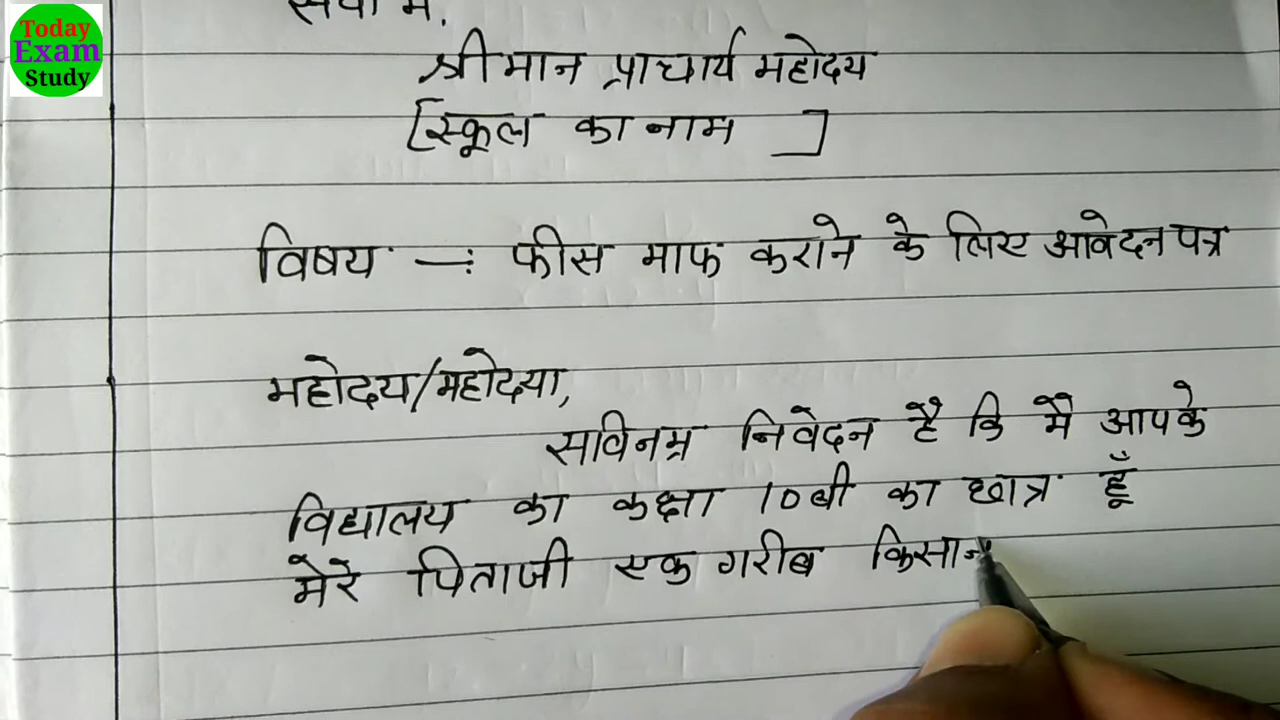 Today
Exam
Study
सेवा में,
श्रीमान प्राचार्य महोदय
[स्कूल का नाम ]
विषय –: फीस माफ कराने के लिए आवेदन पत्र
महोदय/महोदया,
सविनम्र निवेदन है कि मैं आपके
विद्यालय का कक्षा 10वी का छात्र हूँ
मेरे पिताजी एक गरीब किसान